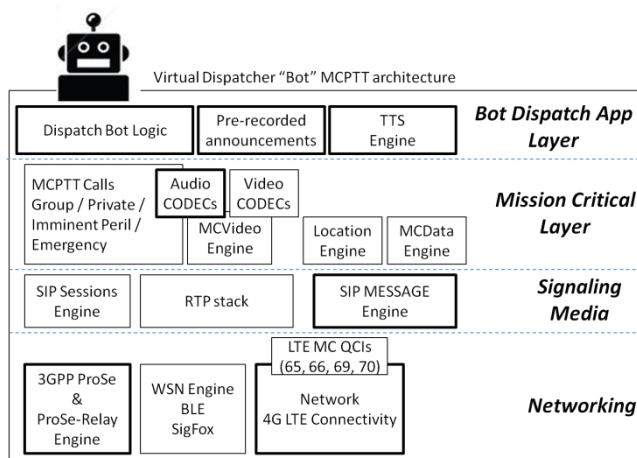 Virtual Dispatcher “Bot” MCPTT architecture
Dispatch Bot Logic
Pre-recorded
announcements
TTS
Engine
Bot Dispatch App
Layer
MCPTT Calls
Group / Private /
Imminent Peril /
Emergency
Audio
CODECs
Video
CODECs
MCVideo
Engine
Location
Engine
MCData
Engine
Mission Critical
Layer
SIP Sessions
Engine
RTP stack
SIP MESSAGE
Engine
Signaling
Media
3GPP ProSe
&
ProSe-Relay
Engine
WSN Engine
BLE
SigFox
LTE MC QCIs
(65, 66, 69, 70)
Network
4G LTE Connectivity
Networking